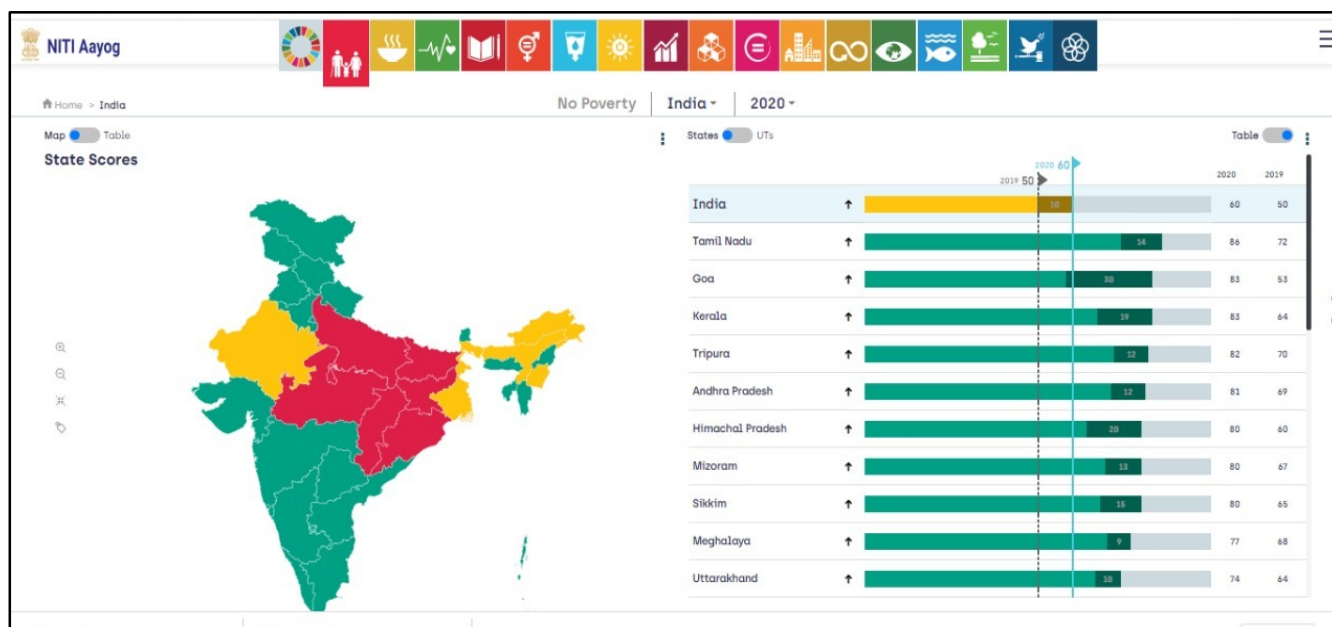 NITI Aayog
Home > India
No Poverty India 2020
Map Table
State Scores
States UTs Table
2020 60
2019 50
2020 2019
India 10 60 50
Tamil Nadu 14 86 72
Goa 30 83 53
Kerala 19 83 64
Tripura 12 82 70
Andhra Pradesh 12 81 69
Himachal Pradesh 20 80 60
Mizoram 13 80 67
Sikkim 15 80 65
Meghalaya 9 77 68
Uttarakhand 10 74 64